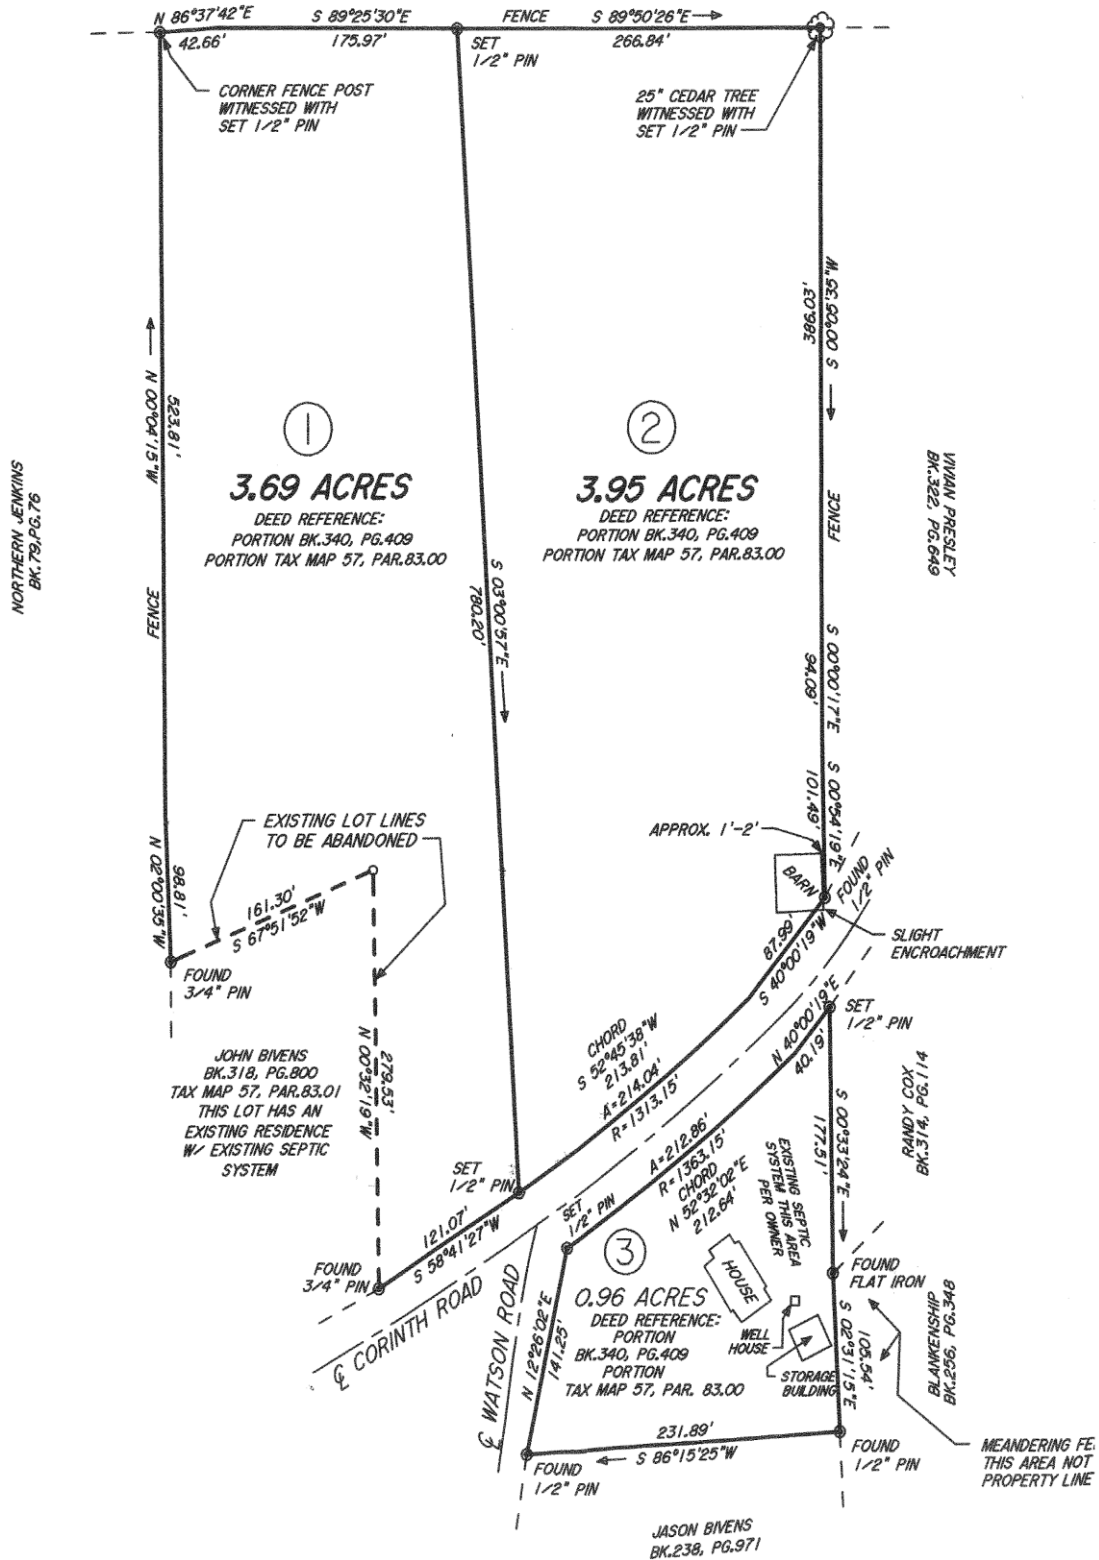 N 86°37'42"E
42.66'
S 89°25'30"E
175.97'
FENCE
S 89°50'26"E
266.84'
SET
1/2" PIN
CORNER FENCE POST
WITNESSED WITH
SET 1/2" PIN
25" CEDAR TREE
WITNESSED WITH
SET 1/2" PIN
S 00°05'35"W
386.03'
N 00°04'15"W
523.81'
1
3.69 ACRES
DEED REFERENCE:
PORTION BK.340, PG.409
PORTION TAX MAP 57, PAR.83.00
2
3.95 ACRES
DEED REFERENCE:
PORTION BK.340, PG.409
PORTION TAX MAP 57, PAR.83.00
NORTHERN JENKINS
BK.79,PG.76
VIVIAN PRESLEY
BK.322, PG.649
FENCE
FENCE
S 03°00'57"E
780.20'
S 00°00'17"E
94.09'
S 00°54'19"E
101.49'
EXISTING LOT LINES
TO BE ABANDONED
APPROX. 1'-2'
BARN
FOUND
1/2" PIN
N 02°00'35"W
98.81'
161.30'
S 67°51'52"W
FOUND
3/4" PIN
87.99'
S 40°00'19"W
SLIGHT
ENCROACHMENT
SET
1/2" PIN
N 40°00'19"E
40.19'
CHORD
S 52°45'38"W
213.81'
A=214.04'
R=1313.15'
279.53'
N 00°32'19"W
JOHN BIVENS
BK.318, PG.800
TAX MAP 57, PAR.83.01
THIS LOT HAS AN
EXISTING RESIDENCE
W/ EXISTING SEPTIC
SYSTEM
RANDY COX
BK.314, PG.114
S 00°33'24"E
177.51'
A=212.86'
R=1363.15'
CHORD
N 52°32'02"E
212.64'
EXISTING SEPTIC
SYSTEM THIS AREA
PER OWNER
SET
1/2" PIN
SET
1/2" PIN
121.07'
S 58°41'27"W
FOUND
3/4" PIN
CORINTH ROAD
WATSON ROAD
N 12°26'02"E
141.25'
3
0.96 ACRES
DEED REFERENCE:
PORTION
BK.340, PG.409
PORTION
TAX MAP 57, PAR. 83.00
HOUSE
WELL
HOUSE
STORAGE
BUILDING
FOUND
FLAT IRON
S 02°31'15"E
105.54'
BLANKENSHIP
BK.256, PG.348
231.89'
S 86°15'25"W
FOUND
1/2" PIN
FOUND
1/2" PIN
MEANDERING
THIS AREA NOT
PROPERTY LINE
JASON BIVENS
BK.238, PG.971